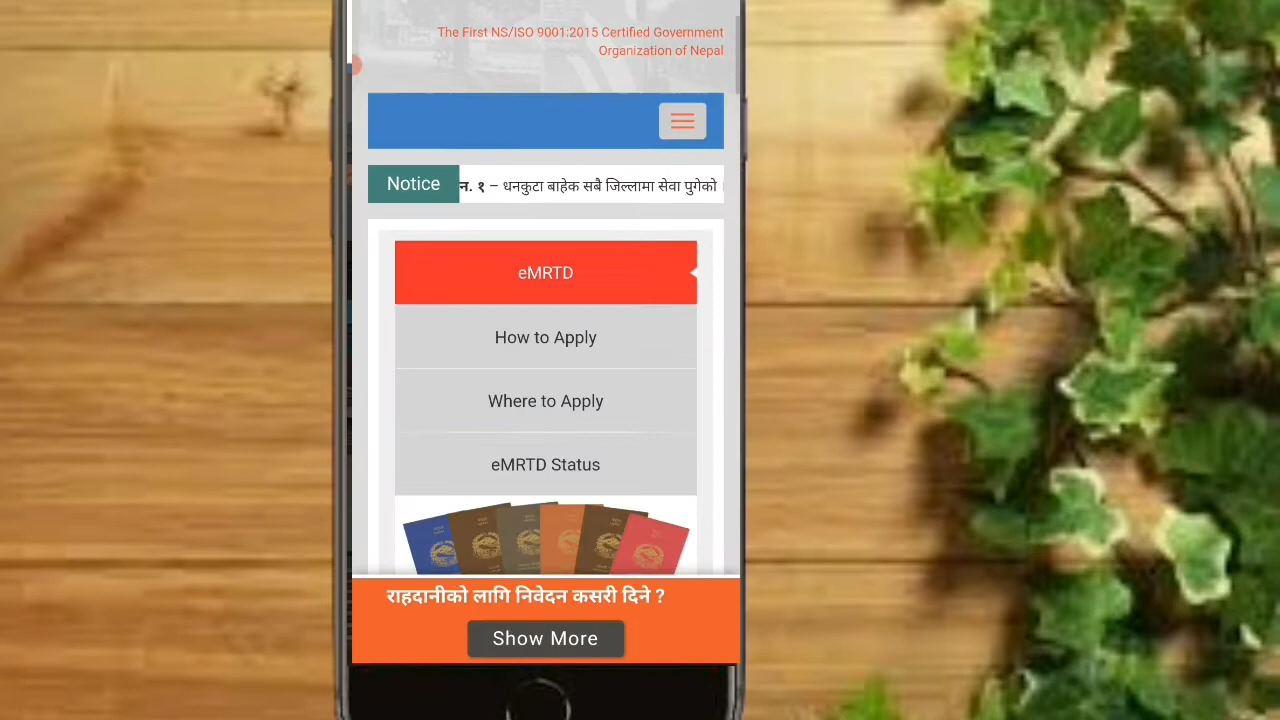 The First NS/ISO 9001:2015 Certified Government
Organization of Nepal
Notice
न. १ – धनकुटा बाहेक सबै जिल्लामा सेवा पुगेको
eMRTD
How to Apply
Where to Apply
eMRTD Status
राहदानीको लागि निवेदन कसरी दिने ?
Show More